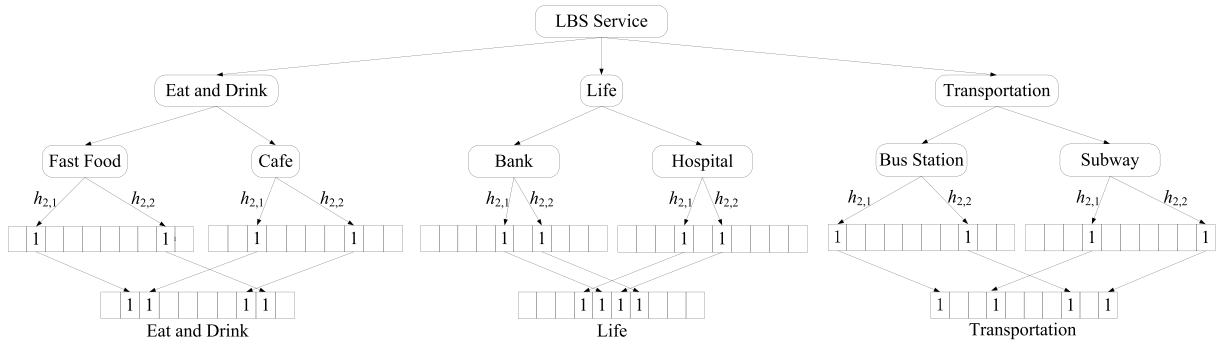 LBS Service
Eat and Drink Life Transportation
Fast Food Cafe Bank Hospital Bus Station Subway
h2,1 h2,2 h2,1 h2,2 h2,1 h2,2 h2,1 h2,2 h2,1 h2,2 h2,1 h2,2
1 1 1 1 1 1 1 1 1 1 1 1
1 1 1 1 1 1 1 1 1 1 1 1
Eat and Drink Life Transportation